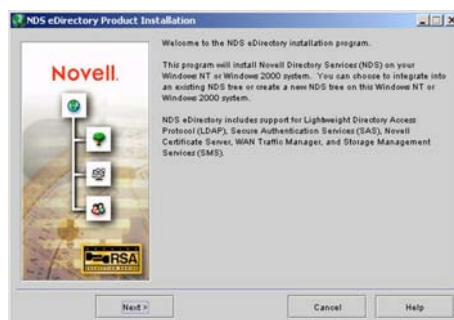 NDS eDirectory Product Installation
Novell.
RSA
Welcome to the NDS eDirectory installation program.
This program will install Novell Directory Services (NDS) on your
Windows NT or Windows 2000 system. You can choose to integrate into
an existing NDS tree or create a new NDS tree on this Windows NT or
Windows 2000 system.
NDS eDirectory includes support for Lightweight Directory Access
Protocol (LDAP), Secure Authentication Services (SAS), Novell
Certificate Server, WAN Traffic Manager, and Storage Management
Services (SMS).
Next >
Cancel
Help